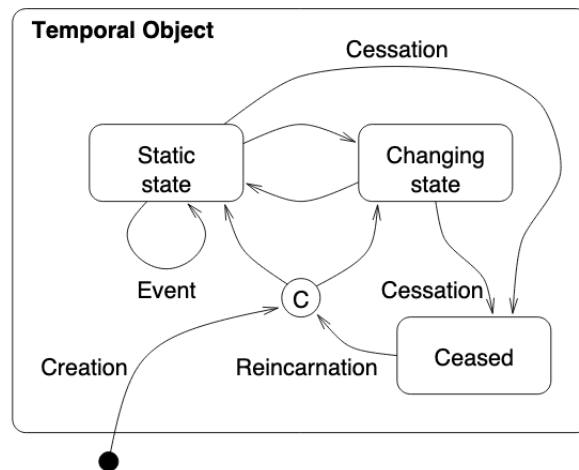 Temporal Object
Cessation
Static
state
Changing
state
Event
C
Cessation
Creation
Reincarnation
Ceased